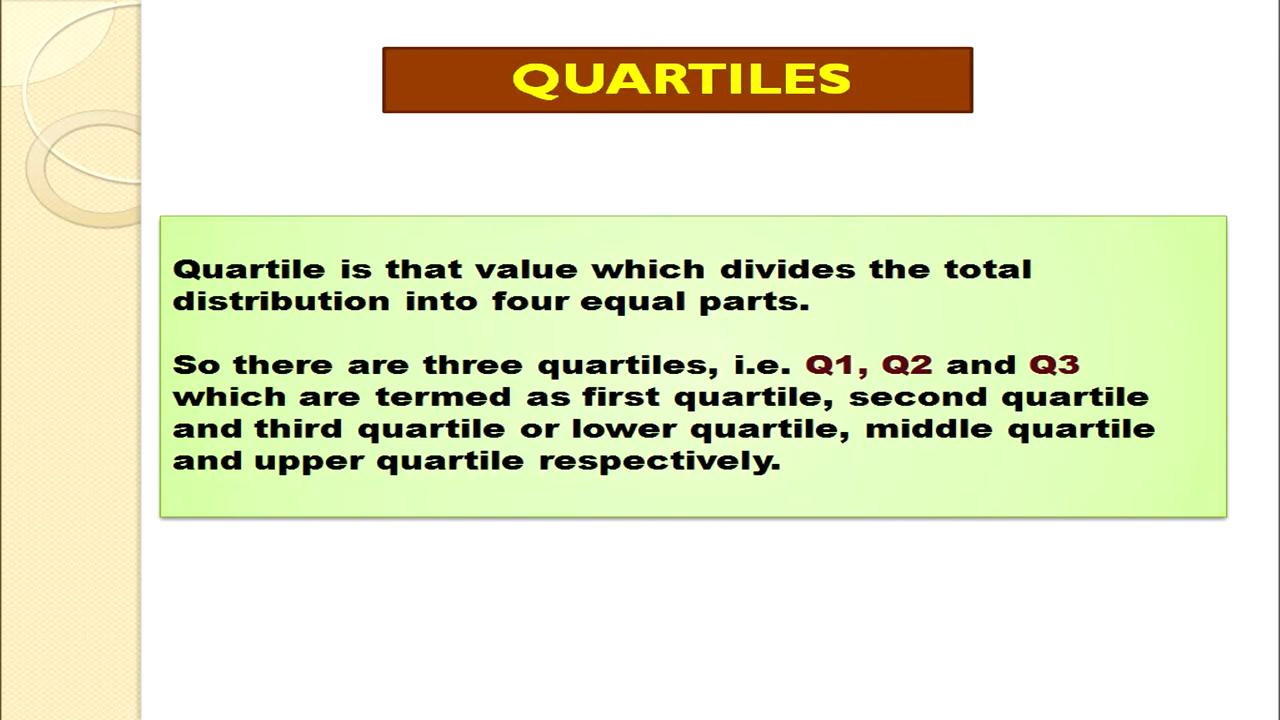 QUARTILES
Quartile is that value which divides the total
distribution into four equal parts.
So there are three quartiles, i.e. Q1, Q2 and Q3
which are termed as first quartile, second quartile
and third quartile or lower quartile, middle quartile
and upper quartile respectively.